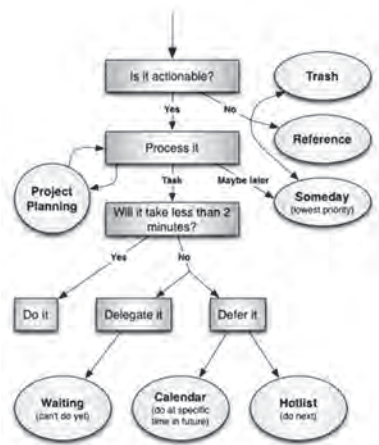 Is it actionable?
Trash
Yes
No
Reference
Process it
Project
Planning
Task
Maybe later
Someday
(lowest priority)
Will it take less than 2
minutes?
Yes
No
Do it
Delegate it
Defer it
Waiting
(can't do yet)
Calendar
(do at specific
time in future)
Hotlist
(do next)